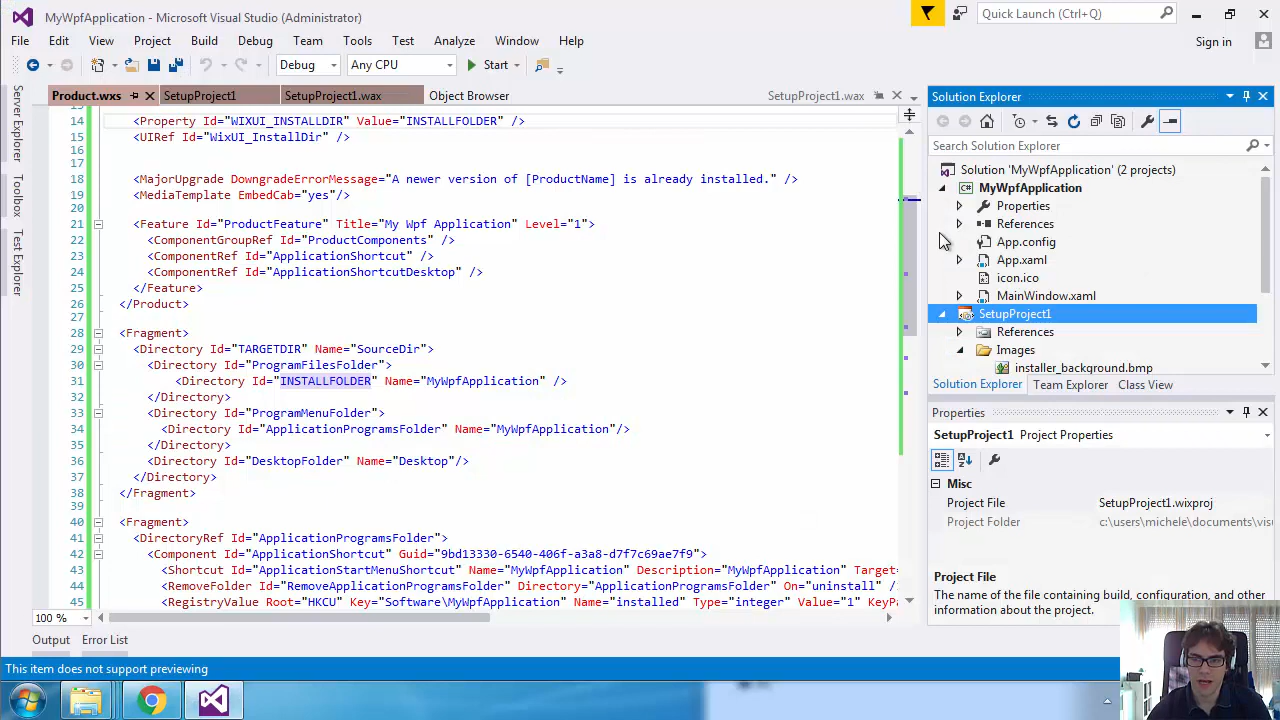 MyWpfApplication - Microsoft Visual Studio (Administrator)
Quick Launch (Ctrl+Q)
File Edit View Project Build Debug Team Tools Test Analyze Window Help
Sign in
Debug Any CPU Start
Server Explorer
Toolbox
Test Explorer
Product.wxs SetupProject1 SetupProject1.wax Object Browser SetupProject1.wax
14 <Property Id="WIXUI_INSTALLDIR" Value="INSTALLFOLDER" />
15 <UIRef Id="WixUI_InstallDir" />
16
17
18 <MajorUpgrade DowngradeErrorMessage="A newer version of [ProductName] is already installed." />
19 <MediaTemplate EmbedCab="yes"/>
20
21 <Feature Id="ProductFeature" Title="My Wpf Application" Level="1">
22 <ComponentGroupRef Id="ProductComponents" />
23 <ComponentRef Id="ApplicationShortcut" />
24 <ComponentRef Id="ApplicationShortcutDesktop" />
25 </Feature>
26 </Product>
27
28 <Fragment>
29 <Directory Id="TARGETDIR" Name="SourceDir">
30 <Directory Id="ProgramFilesFolder">
31 <Directory Id="INSTALLFOLDER" Name="MyWpfApplication" />
32 </Directory>
33 <Directory Id="ProgramMenuFolder">
34 <Directory Id="ApplicationProgramsFolder" Name="MyWpfApplication"/>
35 </Directory>
36 <Directory Id="DesktopFolder" Name="Desktop"/>
37 </Directory>
38 </Fragment>
39
40 <Fragment>
41 <DirectoryRef Id="ApplicationProgramsFolder">
42 <Component Id="ApplicationShortcut" Guid="9bd13330-6540-406f-a3a8-d7f7c69ae7f9">
43 <Shortcut Id="ApplicationStartMenuShortcut" Name="MyWpfApplication" Description="MyWpfApplication" Target=
44 <RemoveFolder Id="RemoveApplicationProgramsFolder" Directory="ApplicationProgramsFolder" On="uninstall" /
45 <RegistryValue Root="HKCU" Key="Software\MyWpfApplication" Name="installed" Type="integer" Value="1" KeyPa
100 %
Output Error List
This item does not support previewing
Solution Explorer
Search Solution Explorer
Solution 'MyWpfApplication' (2 projects)
MyWpfApplication
Properties
References
App.config
App.xaml
icon.ico
MainWindow.xaml
SetupProject1
References
Images
installer_background.bmp
Solution Explorer Team Explorer Class View
Properties
SetupProject1 Project Properties
Misc
Project File SetupProject1.wixproj
Project Folder c:\users\michele\documents\vis
Project File
The name of the file containing build, configuration, and other
information about the project.